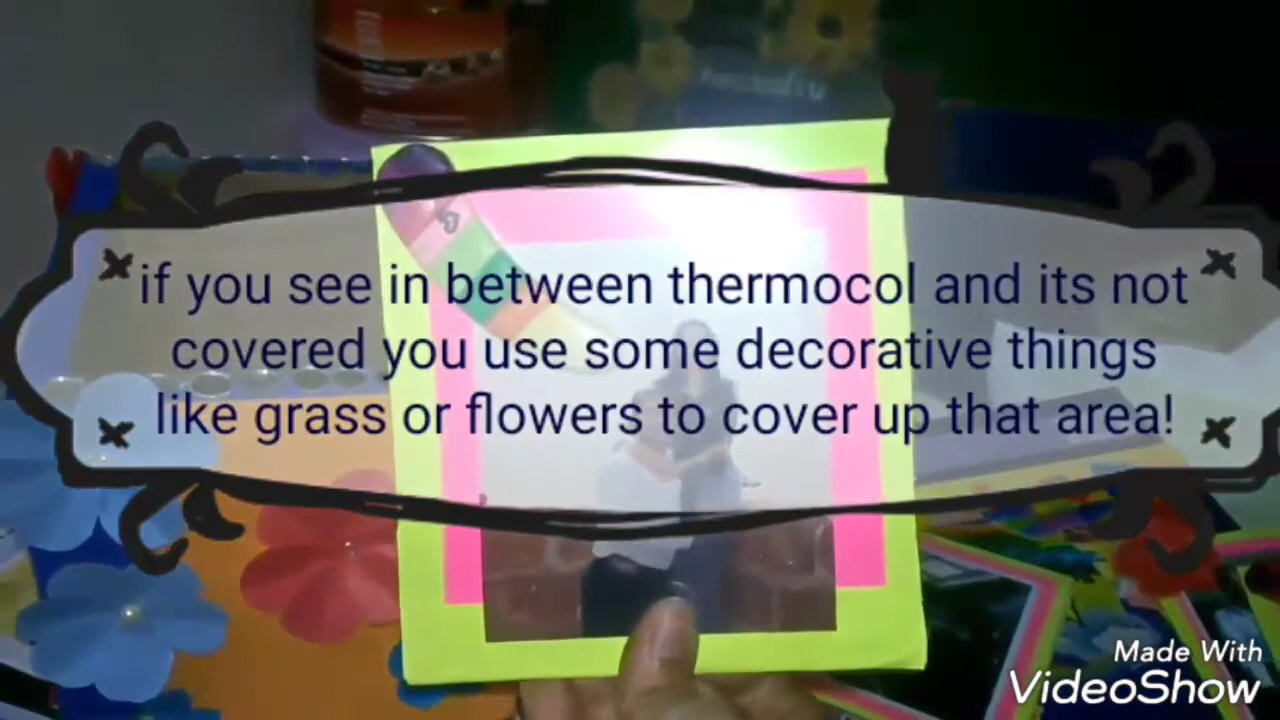 if you see in between thermocol and its not
covered you use some decorative things
like grass or flowers to cover up that area!
Made With
VideoShow